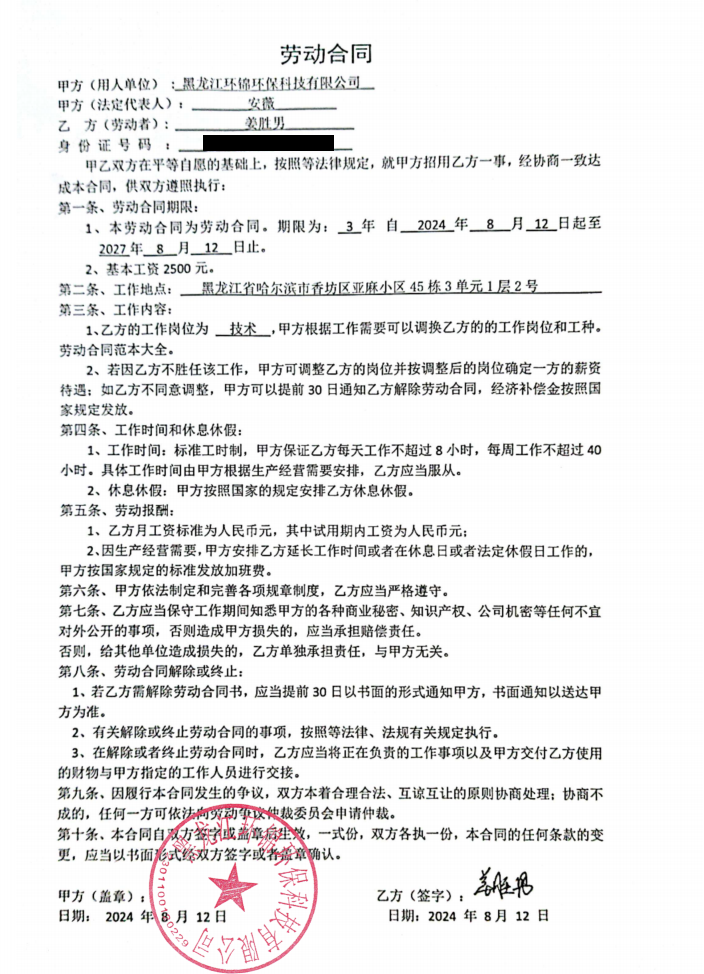 劳动合同
甲方（用人单位）：黑龙江环锦环保科技有限公司
甲方（法定代表人）：安薇
乙 方（劳动者）：姜胜男
身 份 证 号 码 ：
甲乙双方在平等自愿的基础上，按照等法律规定，就甲方招用乙方一事，经协商一致达
成本合同，供双方遵照执行：
第一条、劳动合同期限：
1、本劳动合同为劳动合同。期限为： 3 年 自 2024 年 8 月 12 日起至
2027 年 8 月 12 日止。
2、基本工资 2500 元。
第二条、工作地点： 黑龙江省哈尔滨市香坊区亚麻小区 45 栋 3 单元 1 层 2 号
第三条、工作内容：
1、乙方的工作岗位为 技术 ，甲方根据工作需要可以调换乙方的的工作岗位和工种。
劳动合同范本大全。
2、若因乙方不胜任该工作，甲方可调整乙方的岗位并按调整后的岗位确定一方的薪资
待遇；如乙方不同意调整，甲方可以提前 30 日通知乙方解除劳动合同，经济补偿金按照国
家规定发放。
第四条、工作时间和休息休假：
1、工作时间：标准工时制，甲方保证乙方每天工作不超过 8 小时，每周工作不超过 40
小时。具体工作时间由甲方根据生产经营需要安排，乙方应当服从。
2、休息休假：甲方按照国家的规定安排乙方休息休假。
第五条、劳动报酬：
1、乙方月工资标准为人民币元，其中试用期内工资为人民币元；
2、因生产经营需要，甲方安排乙方延长工作时间或者在休息日或者法定休假日工作的，
甲方按国家规定的标准发放加班费。
第六条、甲方依法制定和完善各项规章制度，乙方应当严格遵守。
第七条、乙方应当保守工作期间知悉甲方的各种商业秘密、知识产权、公司机密等任何不宜
对外公开的事项，否则造成甲方损失的，应当承担赔偿责任。
否则，给其他单位造成损失的，乙方单独承担责任，与甲方无关。
第八条、劳动合同解除或终止：
1、若乙方需解除劳动合同书，应当提前 30 日以书面的形式通知甲方，书面通知以送达甲
方为准。
2、有关解除或终止劳动合同的事项，按照等法律、法规有关规定执行。
3、在解除或者终止劳动合同时，乙方应当将正在负责的工作事项以及甲方交付乙方使用
的财物与甲方指定的工作人员进行交接。
第九条、因履行本合同发生的争议，双方本着合理合法、互谅互让的原则协商处理；协商不
成的，任何一方可依法向劳动争议仲裁委员会申请仲裁。
第十条、本合同自双方签字或盖章后生效，一式份，双方各执一份，本合同的任何条款的变
更，应当以书面形式经双方签字或者盖章确认。
甲方（盖章）：
乙方（签字）：姜胜男
日期： 2024 年 8 月 12 日
日期：2024 年 8 月 12 日
黑龙江环锦环保科技有限公司